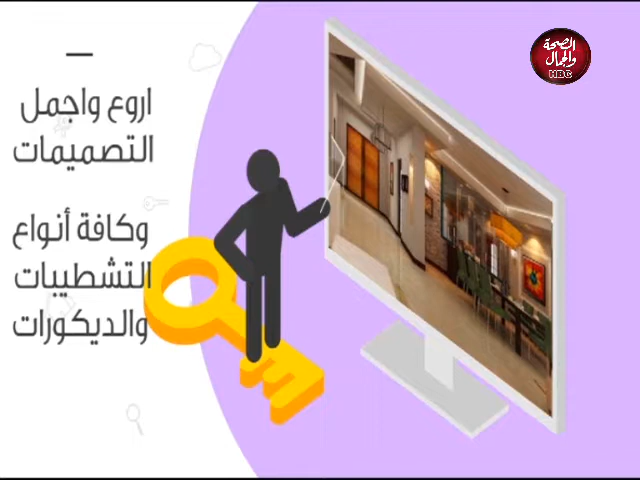 اروع واجمل
التصميمات
وكافة أنواع
التشطيبات
والديكورات
الصحة
والجمال
HBC